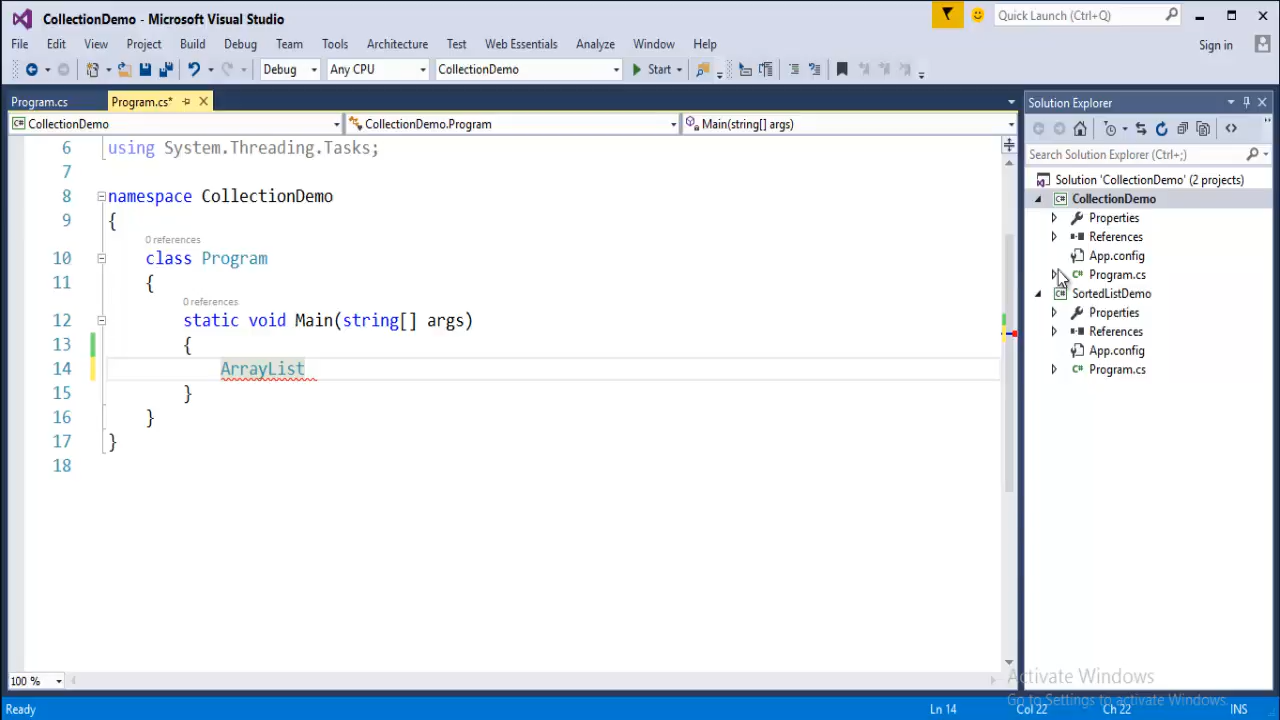 CollectionDemo - Microsoft Visual Studio
Quick Launch (Ctrl+Q)
File Edit View Project Build Debug Team Tools Architecture Test Web Essentials Analyze Window Help
Sign in
Debug Any CPU CollectionDemo Start
Program.cs Program.cs*
CollectionDemo CollectionDemo.Program Main(string[] args)
6 using System.Threading.Tasks;
7
8 namespace CollectionDemo
9 {
0 references
10 class Program
11 {
0 references
12 static void Main(string[] args)
13 {
14 ArrayList
15 }
16 }
17 }
18
100 %
Solution Explorer
Search Solution Explorer (Ctrl+;)
Solution 'CollectionDemo' (2 projects)
CollectionDemo
Properties
References
App.config
Program.cs
SortedListDemo
Properties
References
App.config
Program.cs
Activate Windows
Go to Settings to activate Windows.
Ready Ln 14 Col 22 Ch 22 INS